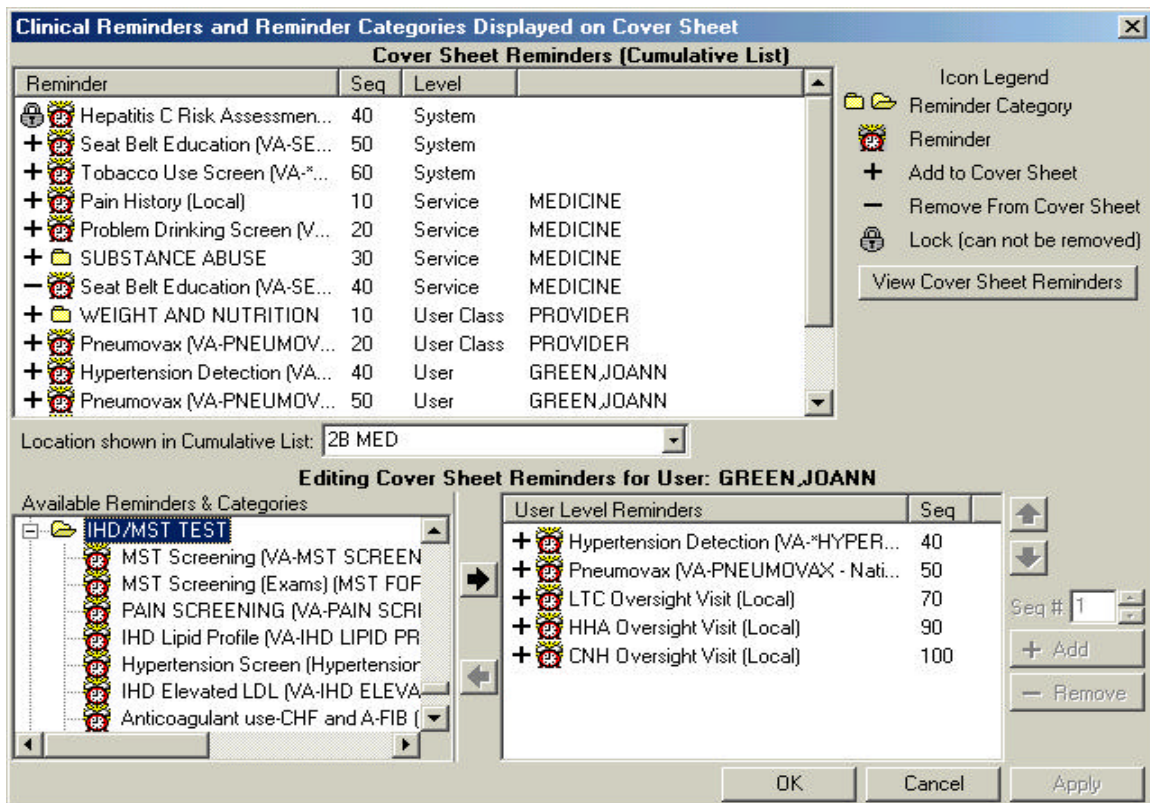 Clinical Reminders and Reminder Categories Displayed on Cover Sheet
Cover Sheet Reminders (Cumulative List)
Reminder Seq Level
Hepatitis C Risk Assessmen... 40 System
+ Seat Belt Education (VA-SE... 50 System
+ Tobacco Use Screen (VA-*... 60 System
+ Pain History (Local) 10 Service MEDICINE
+ Problem Drinking Screen (V... 20 Service MEDICINE
+ SUBSTANCE ABUSE 30 Service MEDICINE
− Seat Belt Education (VA-SE... 40 Service MEDICINE
+ WEIGHT AND NUTRITION 10 User Class PROVIDER
+ Pneumovax (VA-PNEUMOV... 20 User Class PROVIDER
+ Hypertension Detection (VA... 40 User GREEN,JOANN
+ Pneumovax (VA-PNEUMOV... 50 User GREEN,JOANN
Icon Legend
Reminder Category
Reminder
+ Add to Cover Sheet
− Remove From Cover Sheet
Lock (can not be removed)
View Cover Sheet Reminders
Location shown in Cumulative List: 2B MED
Editing Cover Sheet Reminders for User: GREEN,JOANN
Available Reminders & Categories
IHD/MST TEST
MST Screening (VA-MST SCREEN
MST Screening (Exams) (MST FOF
PAIN SCREENING (VA-PAIN SCRI
IHD Lipid Profile (VA-IHD LIPID PR
Hypertension Screen (Hypertension
IHD Elevated LDL (VA-IHD ELEVA
Anticoagulant use-CHF and A-FIB (
User Level Reminders Seq
+ Hypertension Detection (VA-*HYPER... 40
+ Pneumovax (VA-PNEUMOVAX - Nati... 50
+ LTC Oversight Visit (Local) 70
+ HHA Oversight Visit (Local) 90
+ CNH Oversight Visit (Local) 100
Seq # 1
+ Add
− Remove
OK Cancel Apply